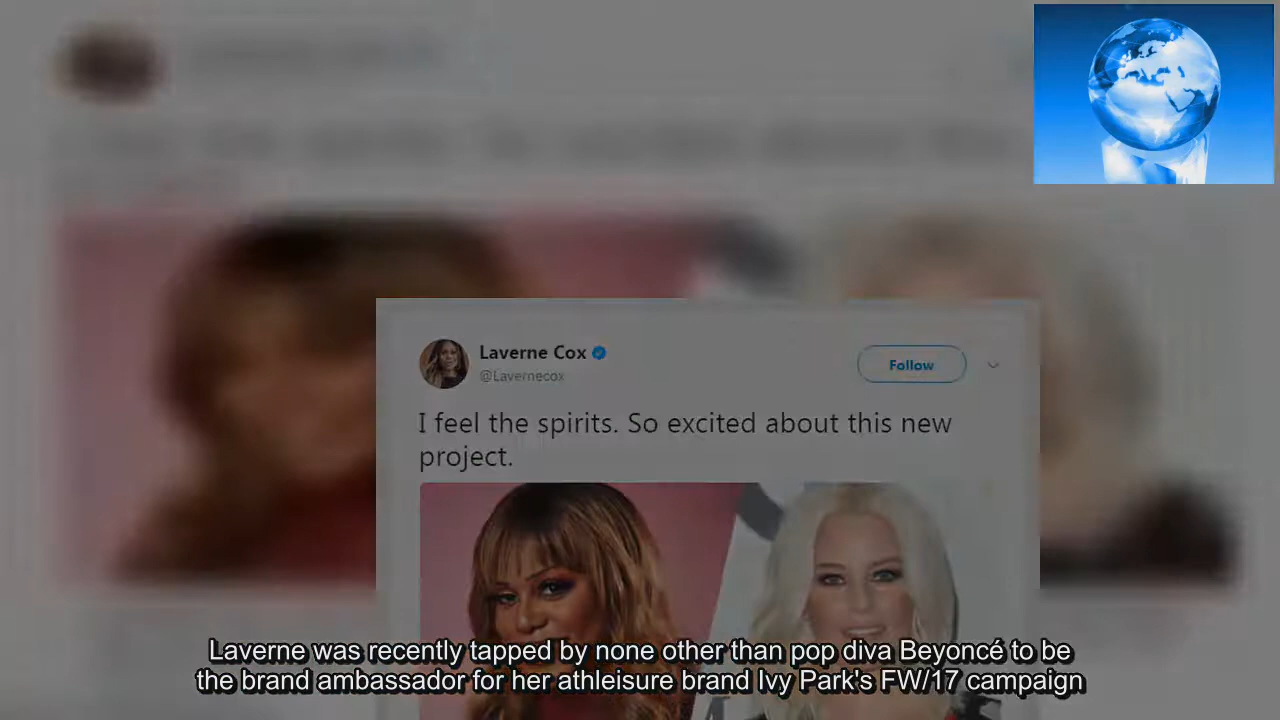 Laverne Cox
@Lavernecox
Follow
I feel the spirits. So excited about this new
project.
Laverne was recently tapped by none other than pop diva Beyoncé to be
the brand ambassador for her athleisure brand Ivy Park's FW/17 campaign